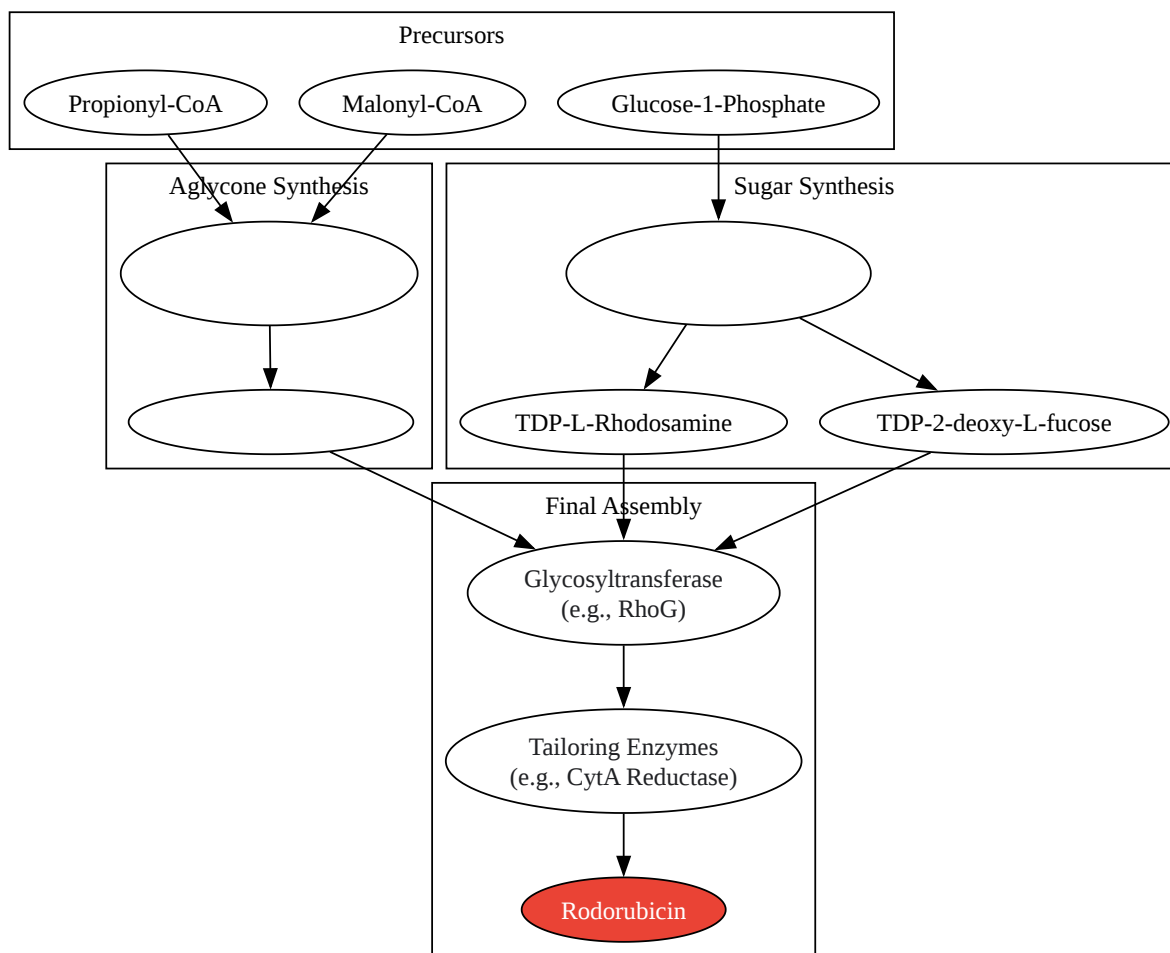 Precursors
Propionyl-CoA
Malonyl-CoA
Glucose-1-Phosphate
Aglycone Synthesis
Sugar Synthesis
TDP-L-Rhodosamine
TDP-2-deoxy-L-fucose
Final Assembly
Glycosyltransferase
(e.g., RhoG)
Tailoring Enzymes
(e.g., CytA Reductase)
Rodorubicin